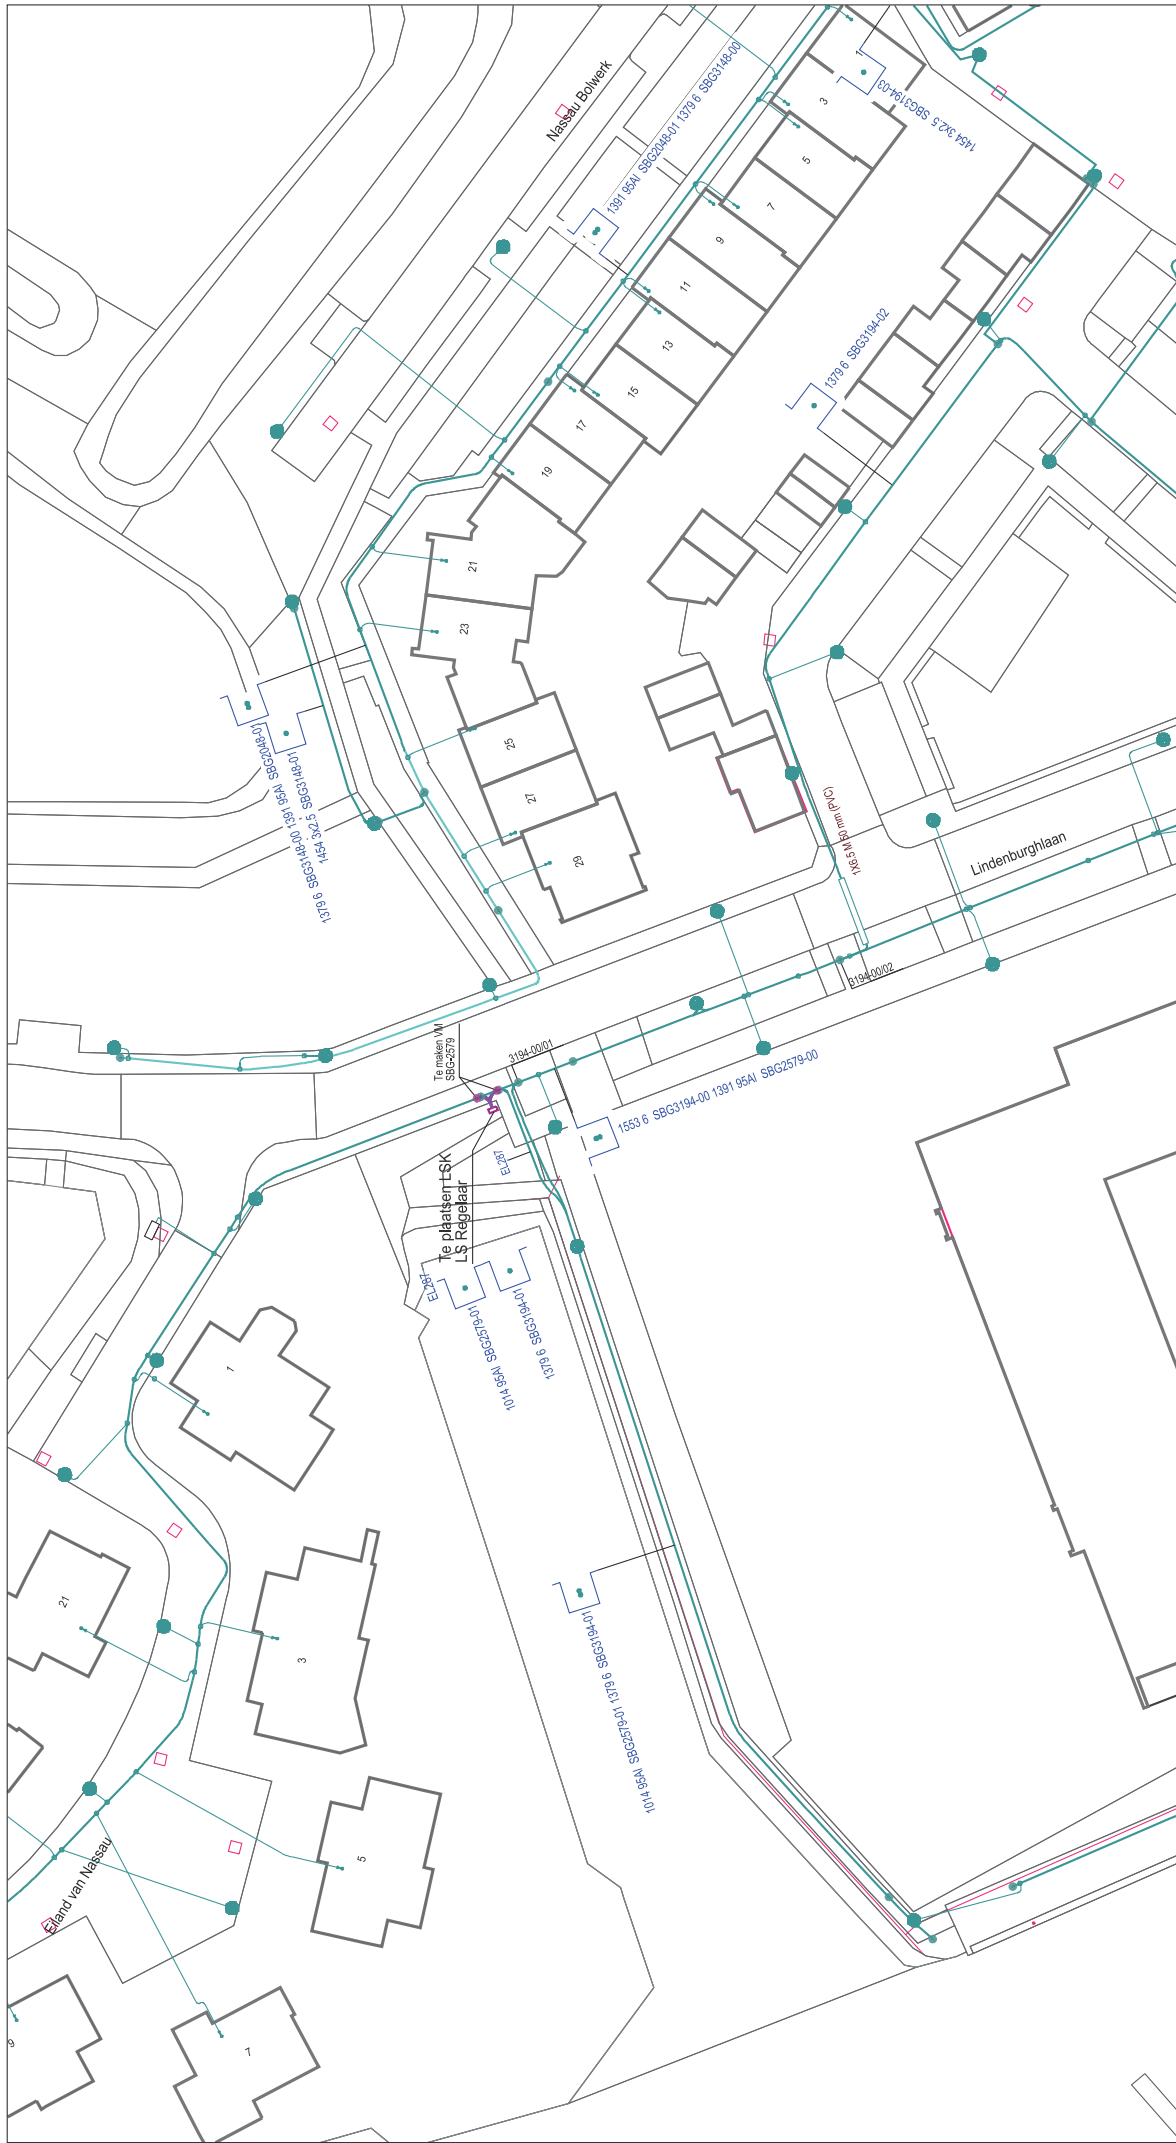 Nassau Bolwerk
1391 95Al SBG2048-01 1379 6 SBG3148-00
1
1454 3x2.5 SBG3194-03
3
5
7
9
11
13
15
17
19
21
23
25
27
29
1379 6 SBG3194-02
1379 6 SBG3148-00 1391 95Al SBG2048-01
1454 3x2.5 SBG3148-01
1X6.5 M 50 mm (PVC)
Lindenburghlaan
3194-00/02
Te maken VM
SBG-2579
3194-00/01
1553 6 SBG3194-00 1391 95Al SBG2579-00
EL287
Te plaatsen LSK
LS Regelaar
EL287
1014 95Al SBG2579-01
1379 6 SBG3194-01
1
21
3
1014 95Al SBG2579-01 1379 6 SBG3194-01
5
Eiland van Nassau
7
9